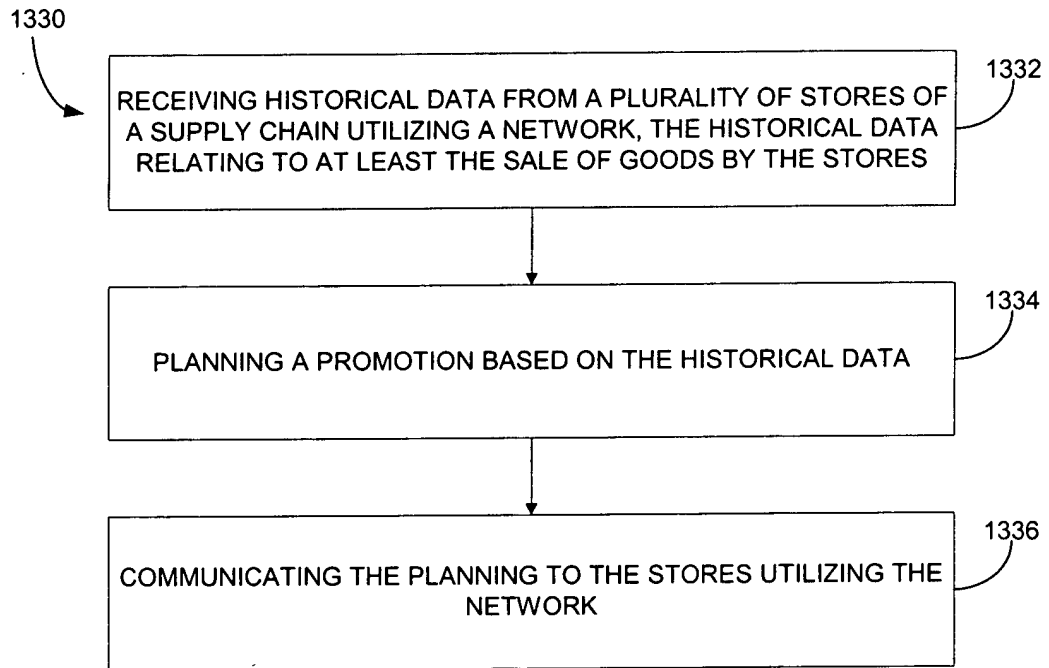 1330
1332
RECEIVING HISTORICAL DATA FROM A PLURALITY OF STORES OF
A SUPPLY CHAIN UTILIZING A NETWORK, THE HISTORICAL DATA
RELATING TO AT LEAST THE SALE OF GOODS BY THE STORES
1334
PLANNING A PROMOTION BASED ON THE HISTORICAL DATA
1336
COMMUNICATING THE PLANNING TO THE STORES UTILIZING THE
NETWORK